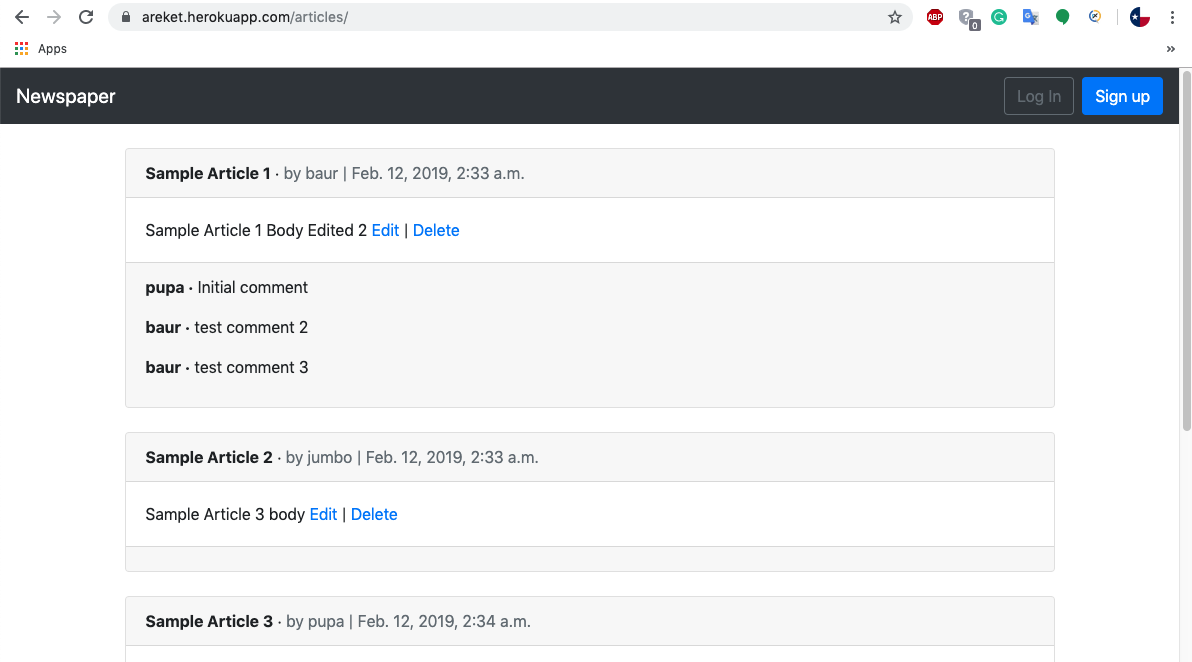 areket.herokuapp.com/articles/
ABP
0
Apps
»
Newspaper
Log In
Sign up
Sample Article 1 · by baur | Feb. 12, 2019, 2:33 a.m.
Sample Article 1 Body Edited 2 Edit | Delete
pupa · Initial comment
baur · test comment 2
baur · test comment 3
Sample Article 2 · by jumbo | Feb. 12, 2019, 2:33 a.m.
Sample Article 3 body Edit | Delete
Sample Article 3 · by pupa | Feb. 12, 2019, 2:34 a.m.